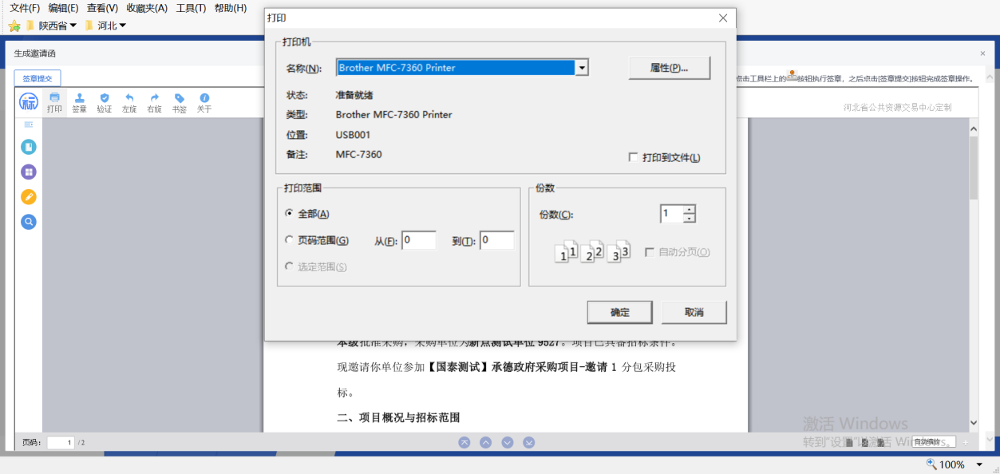 文件(F) 编辑(E) 查看(V) 收藏夹(A) 工具(T) 帮助(H)
陕西省 河北
打印
生成邀请函
签章提交
点击工具栏上的 按钮执行签章，之后点击[签章提交]按钮完成签章操作。
标 打印 签章 验证 左旋 右旋 书签 关于
河北省公共资源交易中心定制
打印机
名称(N): Brother MFC-7360 Printer 属性(P)...
状态: 准备就绪
类型: Brother MFC-7360 Printer
位置: USB001
备注: MFC-7360
打印到文件(L)
打印范围
全部(A)
页码范围(G) 从(F): 0 到(T): 0
选定范围(S)
份数
份数(C): 1
1 1 2 2 3 3 自动分页(O)
确定 取消
本级批准采购，采购单位为新点测试单位 9527。项目已具备招标条件。
现邀请你单位参加【国泰测试】承德政府采购项目-邀请 1 分包采购投
标。
二、项目概况与招标范围
激活 Windows
转到"设置"以激活 Windows。
页码: 1 /2
自动缩放
100%